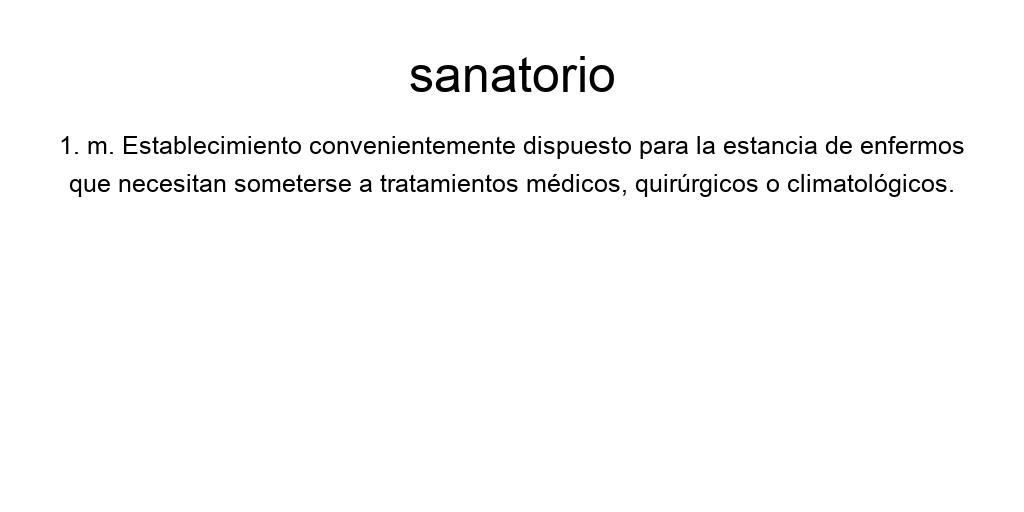 sanatorio
1. m. Establecimiento convenientemente dispuesto para la estancia de enfermos
que necesitan someterse a tratamientos médicos, quirúrgicos o climatológicos.